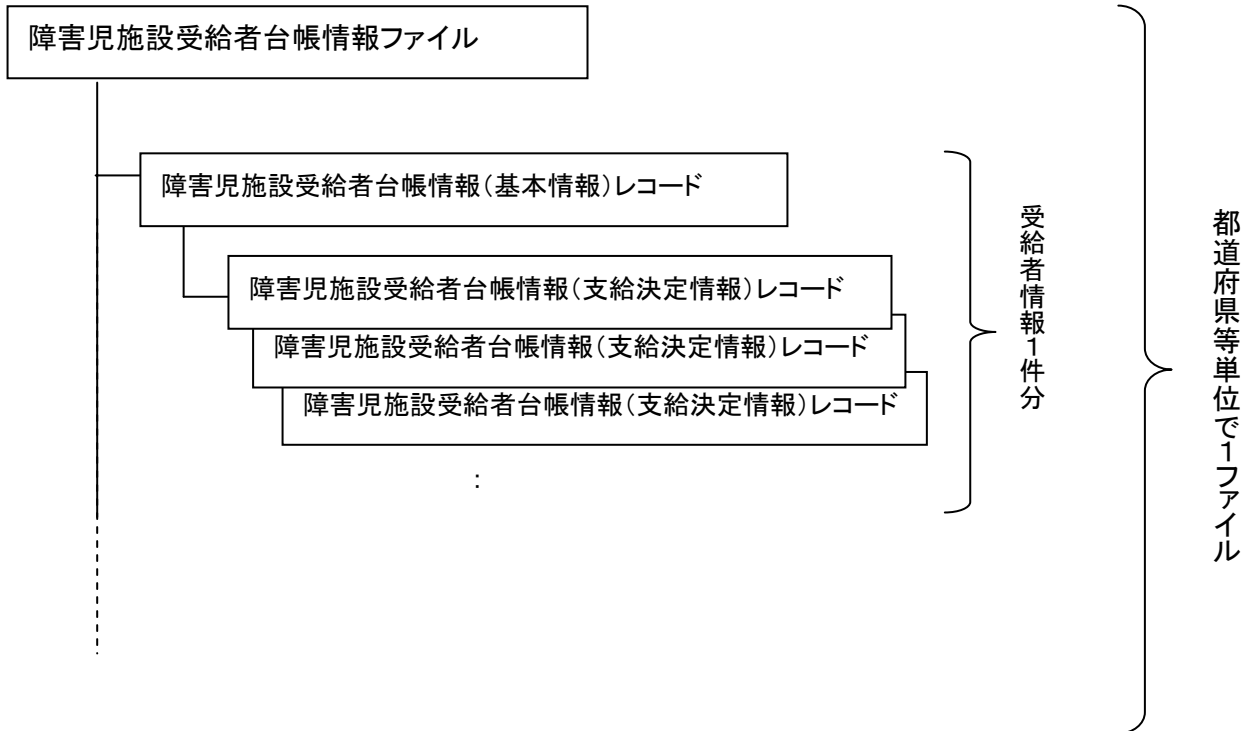 障害児施設受給者台帳情報ファイル
障害児施設受給者台帳情報(基本情報)レコード
障害児施設受給者台帳情報(支給決定情報)レコード
障害児施設受給者台帳情報(支給決定情報)レコード
障害児施設受給者台帳情報(支給決定情報)レコード
:
受給者情報1件分
都道府県等単位で1ファイル